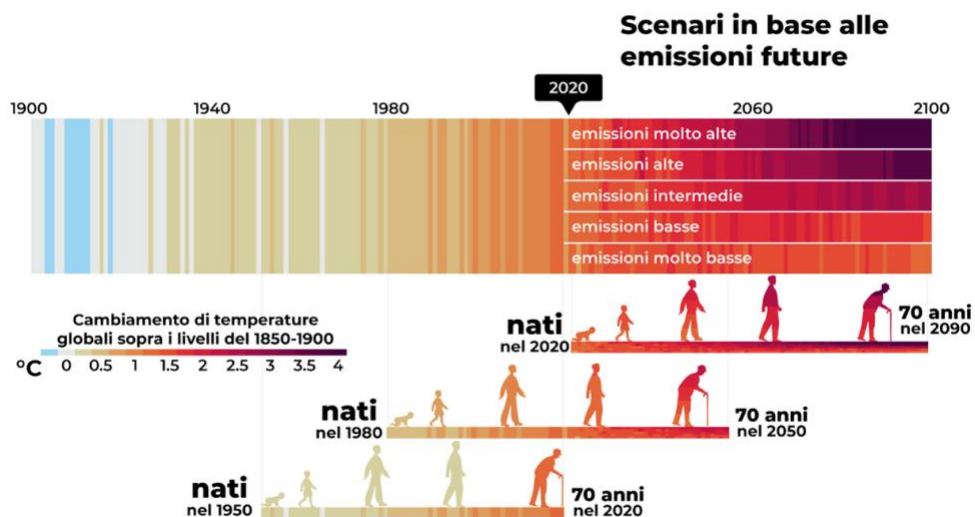 Scenari in base alle
emissioni future
2020
1900 1940 1980 2060 2100
emissioni molto alte
emissioni alte
emissioni intermedie
emissioni basse
emissioni molto basse
Cambiamento di temperature
globali sopra i livelli del 1850-1900
°C 0 0.5 1 1.5 2 2.5 3 3.5 4
nati
nel 2020
70 anni
nel 2090
nati
nel 1980
70 anni
nel 2050
nati
nel 1950
70 anni
nel 2020